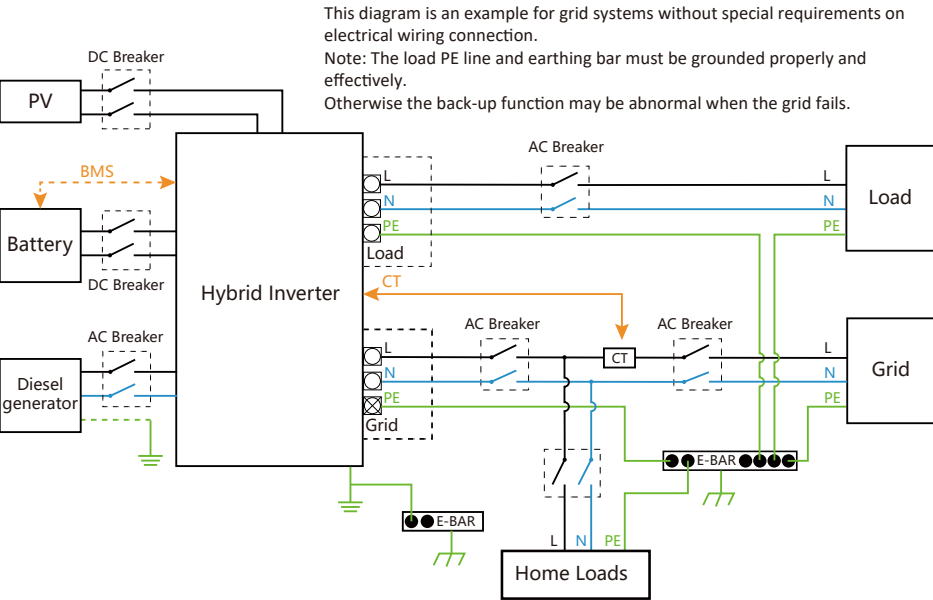 This diagram is an example for grid systems without special requirements on
electrical wiring connection.
Note: The load PE line and earthing bar must be grounded properly and
effectively.
Otherwise the back-up function may be abnormal when the grid fails.
DC Breaker
PV
BMS
Battery
DC Breaker
AC Breaker
Diesel
generator
Hybrid Inverter
L
N
PE
Load
AC Breaker
L
N
PE
Load
CT
AC Breaker
CT
AC Breaker
L
N
PE
Grid
L
N
PE
Grid
E-BAR
E-BAR
L
N
PE
Home Loads